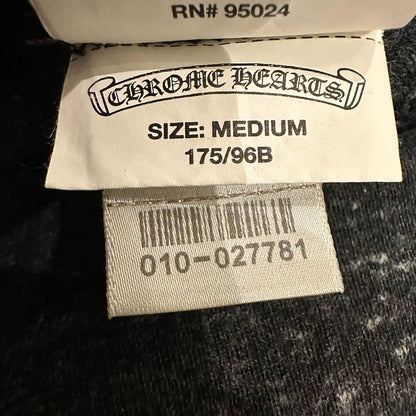 RN# 95024
CHROME HEARTS
SIZE: MEDIUM
175/96B
010-027781